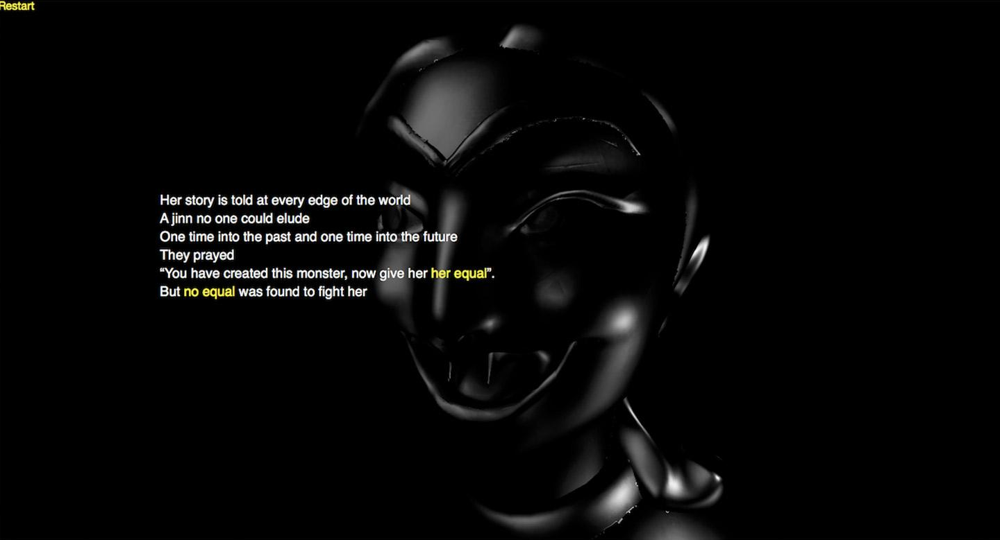 Restart
Her story is told at every edge of the world
A jinn no one could elude
One time into the past and one time into the future
They prayed
“You have created this monster, now give her her equal”.
But no equal was found to fight her